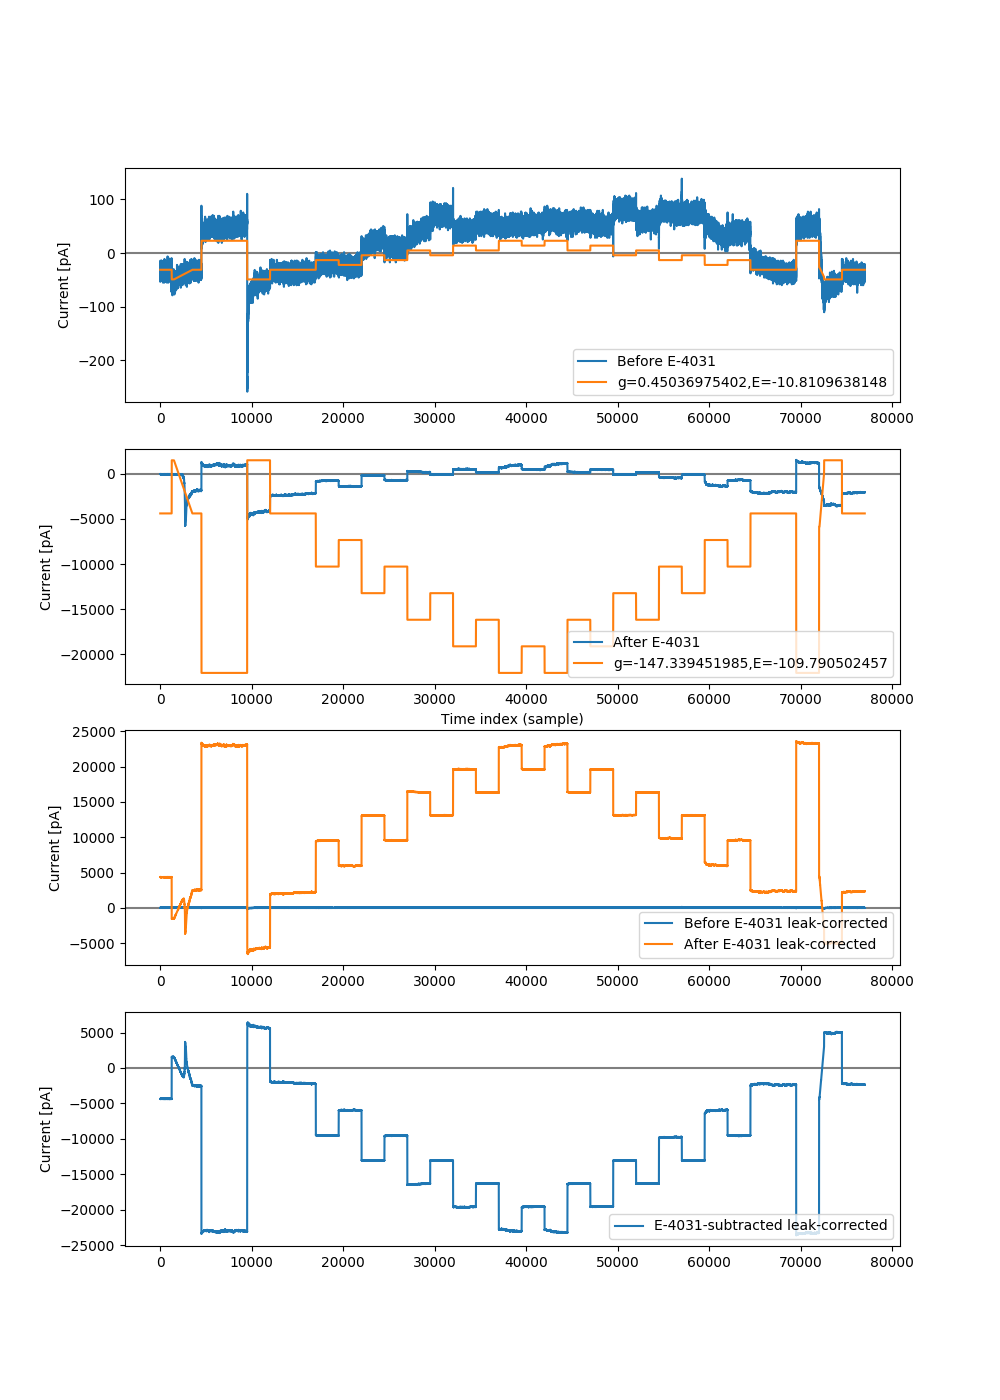 100
0
−100
−200
Current [pA]
Before E-4031
g=0.45036975402,E=-10.8109638148
0 10000 20000 30000 40000 50000 60000 70000 80000
0
−5000
−10000
−15000
−20000
Current [pA]
After E-4031
g=-147.339451985,E=-109.790502457
0 10000 20000 30000 40000 50000 60000 70000 80000
Time index (sample)
25000
20000
15000
10000
5000
0
−5000
Current [pA]
Before E-4031 leak-corrected
After E-4031 leak-corrected
0 10000 20000 30000 40000 50000 60000 70000 80000
5000
0
−5000
−10000
−15000
−20000
−25000
Current [pA]
E-4031-subtracted leak-corrected
0 10000 20000 30000 40000 50000 60000 70000 80000